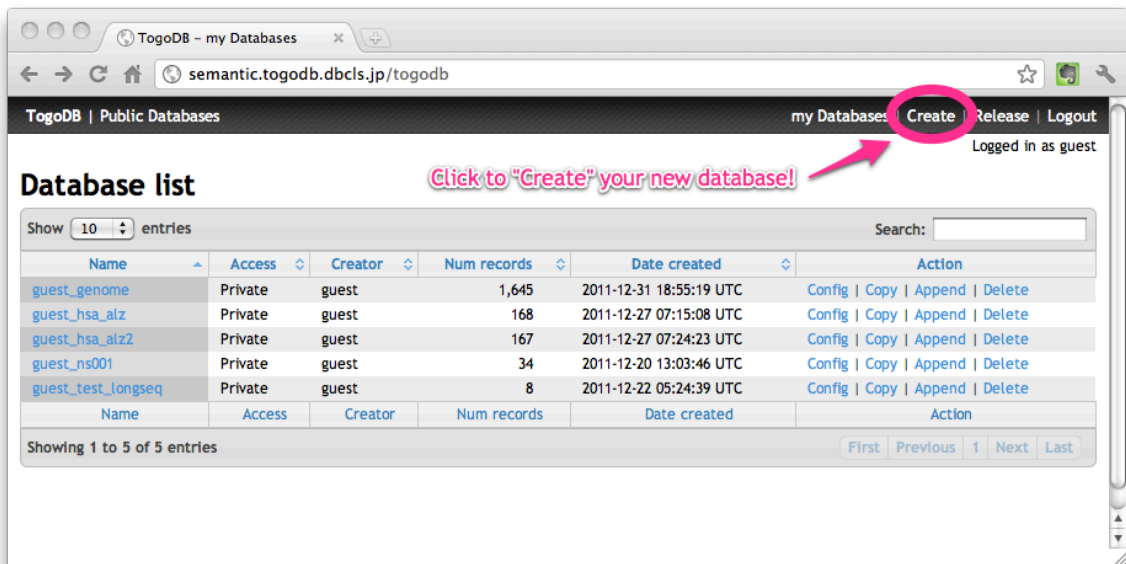 TogoDB – my Databases
semantic.togodb.dbcls.jp/togodb
TogoDB | Public Databases my Databases | Create | Release | Logout
Logged in as guest
Click to "Create" your new database!
Database list
Show 10 entries Search:
Name Access Creator Num records Date created Action
guest_genome Private guest 1,645 2011-12-31 18:55:19 UTC Config | Copy | Append | Delete
guest_hsa_alz Private guest 168 2011-12-27 07:15:08 UTC Config | Copy | Append | Delete
guest_hsa_alz2 Private guest 167 2011-12-27 07:24:23 UTC Config | Copy | Append | Delete
guest_ns001 Private guest 34 2011-12-20 13:03:46 UTC Config | Copy | Append | Delete
guest_test_longseq Private guest 8 2011-12-22 05:24:39 UTC Config | Copy | Append | Delete
Name Access Creator Num records Date created Action
Showing 1 to 5 of 5 entries First Previous 1 Next Last